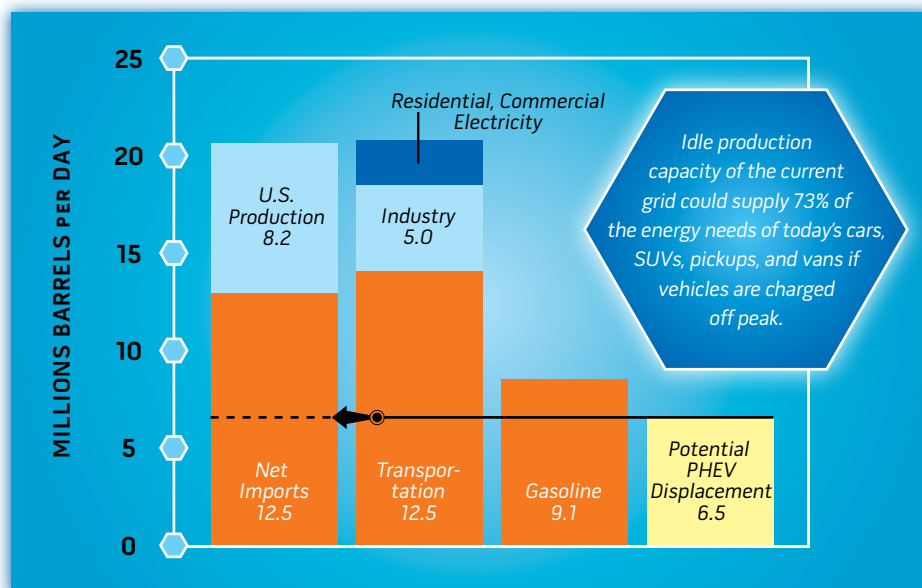 MILLIONS BARRELS PER DAY
25
20
15
10
5
0
Residential, Commercial
Electricity
U.S.
Production
8.2
Industry
5.0
Net
Imports
12.5
Transpor-
tation
12.5
Gasoline
9.1
Potential
PHEV
Displacement
6.5
Idle production
capacity of the current
grid could supply 73% of
the energy needs of today's cars,
SUVs, pickups, and vans if
vehicles are charged
off peak.